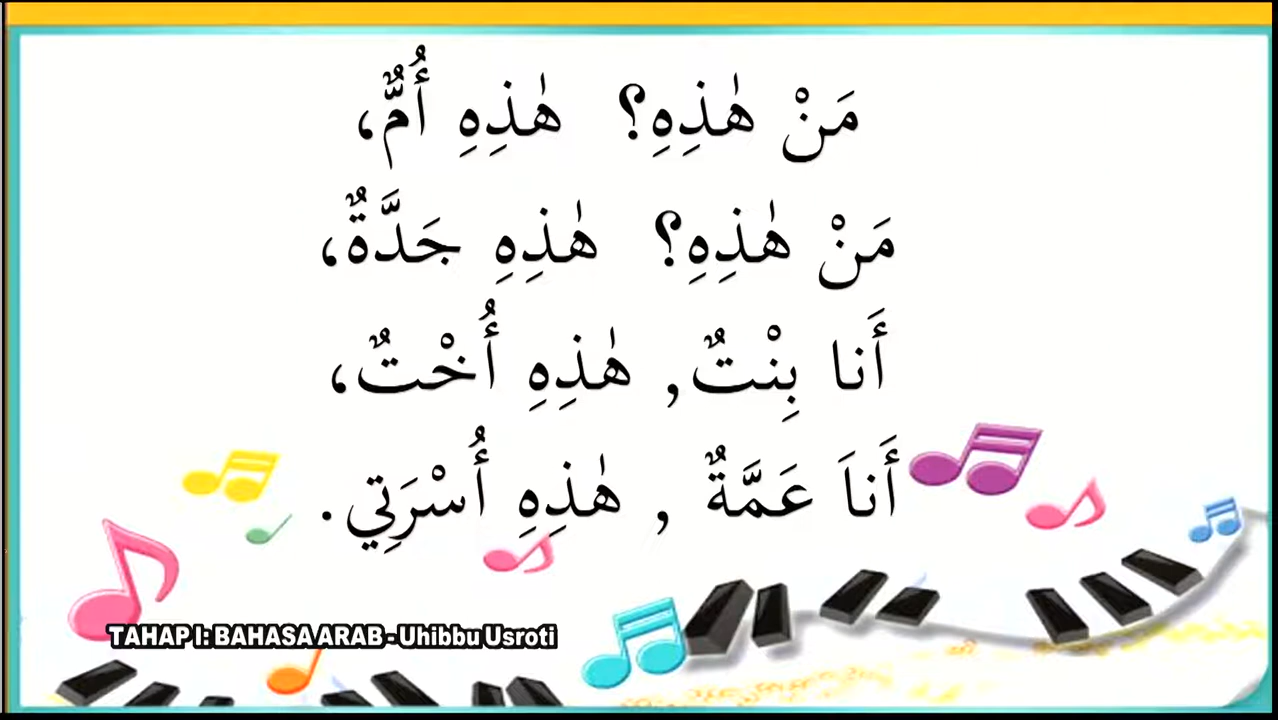 مَنْ هٰذِهِ؟ هٰذِهِ أُمٌّ،
مَنْ هٰذِهِ؟ هٰذِهِ جَدَّةٌ،
أَنا بِنْتٌ, هٰذِهِ أُخْتٌ،
أَناَ عَمَّةٌ , هٰذِهِ أُسْرَتِي.
TAHAP I: BAHASA ARAB - Uhibbu Usroti